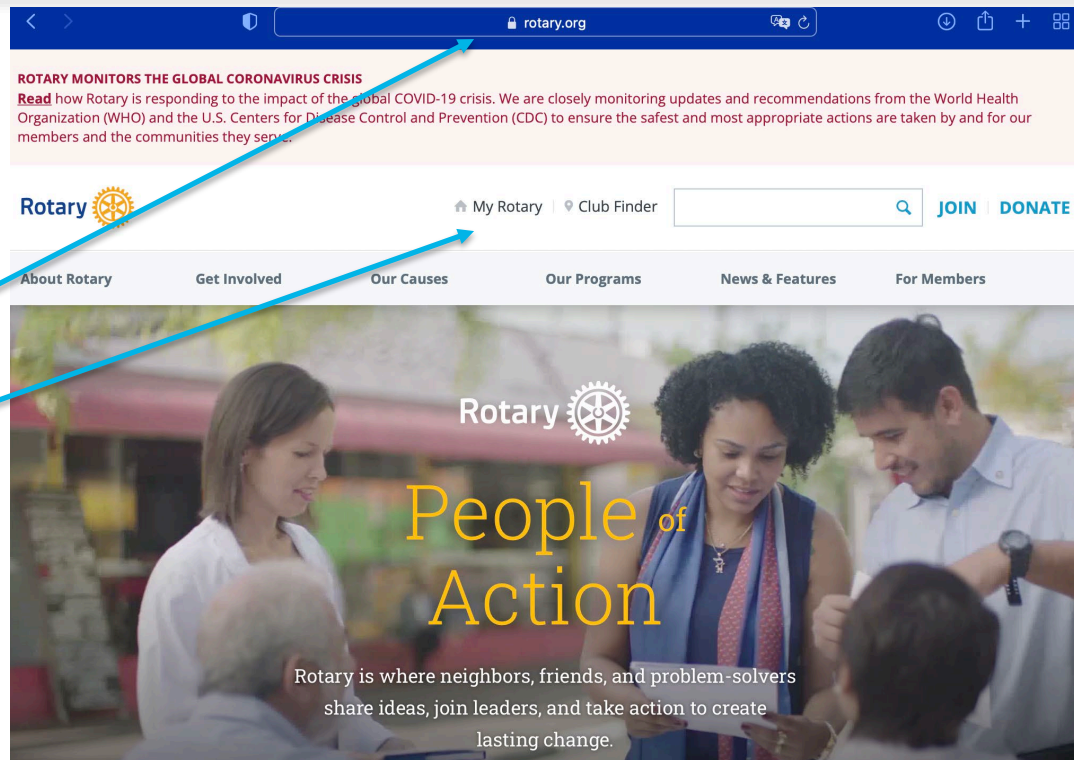 rotary.org
ROTARY MONITORS THE GLOBAL CORONAVIRUS CRISIS
Read how Rotary is responding to the impact of the global COVID-19 crisis. We are closely monitoring updates and recommendations from the World Health
Organization (WHO) and the U.S. Centers for Disease Control and Prevention (CDC) to ensure the safest and most appropriate actions are taken by and for our
members and the communities they serve.
Rotary
My Rotary Club Finder
JOIN DONATE
About Rotary Get Involved Our Causes Our Programs News & Features For Members
Rotary
People of
Action
Rotary is where neighbors, friends, and problem-solvers
share ideas, join leaders, and take action to create
lasting change.